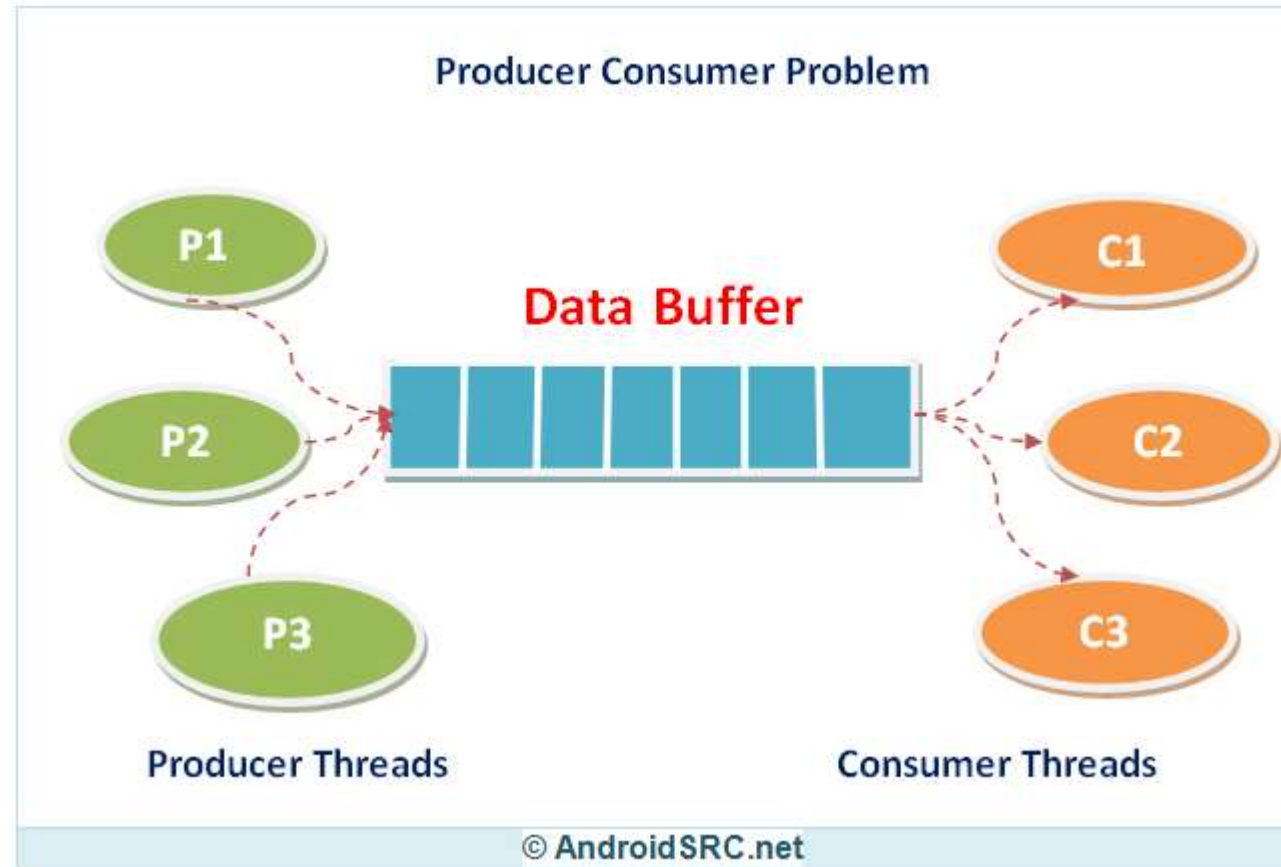 Producer Consumer Problem
P1
C1
Data Buffer
P2
C2
P3
C3
Producer Threads
Consumer Threads
© AndroidSRC.net